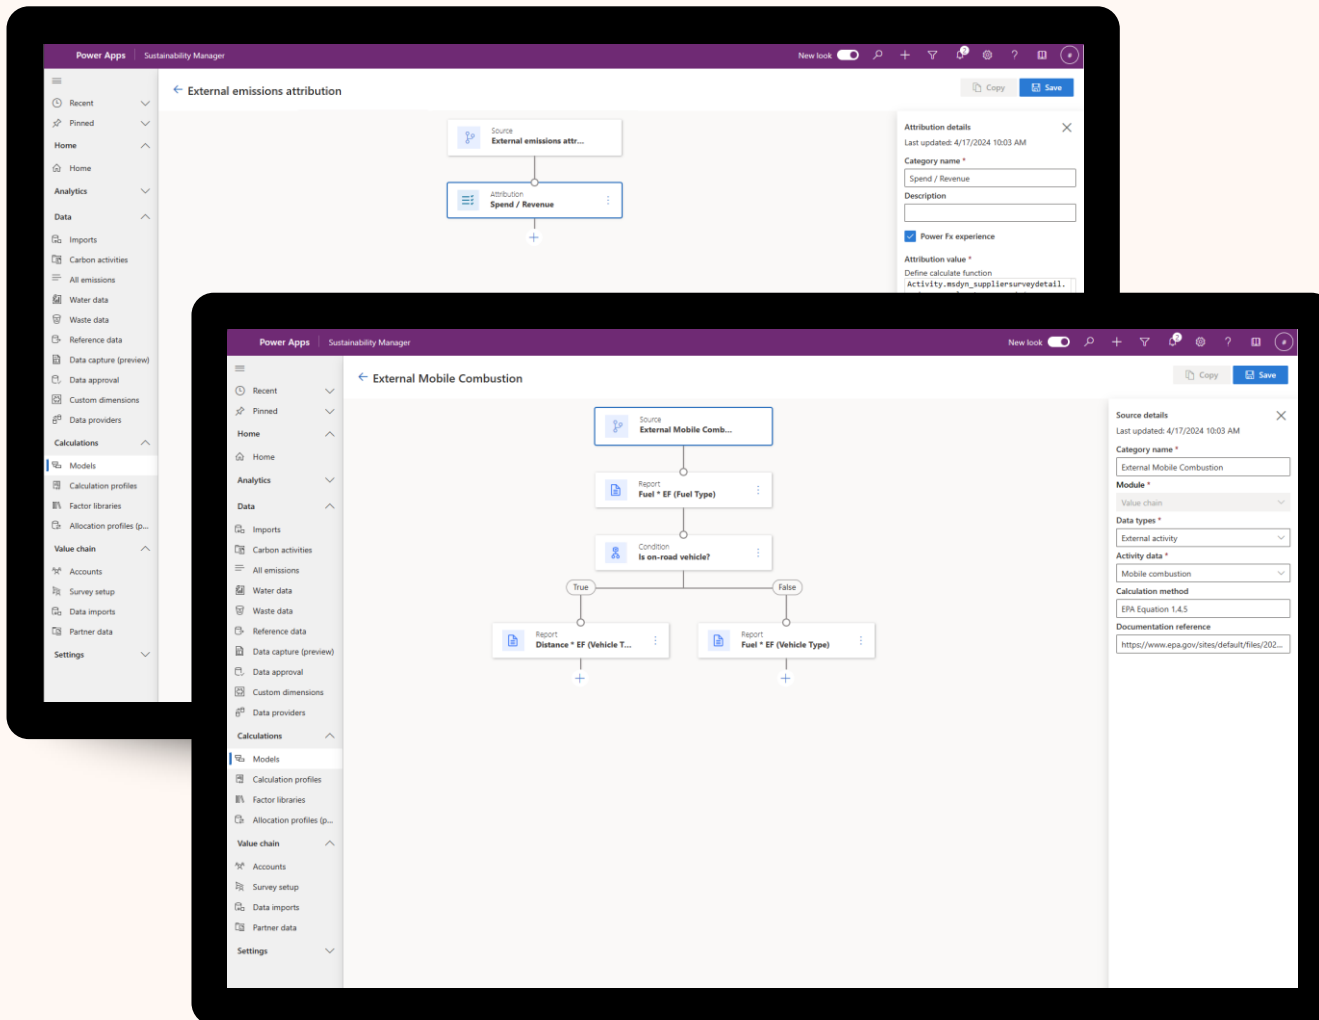 Power Apps Sustainability Manager New look 2 ?
External emissions attribution Copy Save
Recent
Pinned
Home
Home
Analytics
Data
Imports
Carbon activities
All emissions
Water data
Waste data
Reference data
Data capture (preview)
Data approval
Custom dimensions
Data providers
Calculations
Models
Calculation profiles
Factor libraries
Allocation profiles (p...
Value chain
Accounts
Survey setup
Data imports
Partner data
Settings
Source
External emissions attr...
Attribution
Spend / Revenue
Attribution details
Last updated: 4/17/2024 10:03 AM
Category name *
Spend / Revenue
Description
Power Fx experience
Attribution value *
Define calculate function
Activity.msdyn_suppliersurveydetail.
Power Apps Sustainability Manager New look 2 ?
External Mobile Combustion Copy Save
Recent
Pinned
Home
Home
Analytics
Data
Imports
Carbon activities
All emissions
Water data
Waste data
Reference data
Data capture (preview)
Data approval
Custom dimensions
Data providers
Calculations
Models
Calculation profiles
Factor libraries
Allocation profiles (p...
Value chain
Accounts
Survey setup
Data imports
Partner data
Settings
Source
External Mobile Comb...
Report
Fuel * EF (Fuel Type)
Condition
Is on-road vehicle?
True False
Report
Distance * EF (Vehicle T...
Report
Fuel * EF (Vehicle Type)
Source details
Last updated: 4/17/2024 10:03 AM
Category name *
External Mobile Combustion
Module *
Value chain
Data types *
External activity
Activity data *
Mobile combustion
Calculation method
EPA Equation 1,4,5
Documentation reference
https://www.epa.gov/sites/default/files/202...